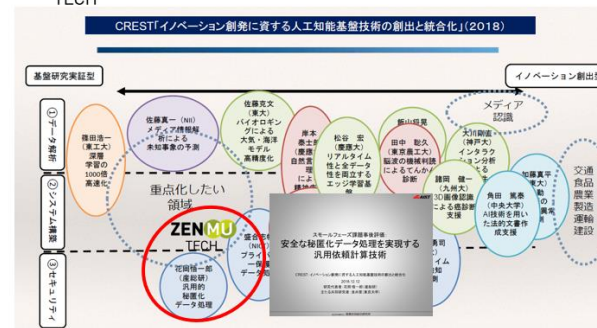 TECH
CREST「イノベーション創発に資する人工知能基盤技術の創出と統合化」(2018)
基盤研究実証型
イノベーション創出型
①データ解析
②システム構築
③セキュリティ
篠田浩一
(東工大)
深層
学習の
1000倍
高速化
佐藤真一 (NII)
メディア情報解
析による
未知事象の予測
佐藤克文
(東大)
バイオロギン
グによる
大気・海洋
モデル
高精度化
岸本
泰士郎
(慶應大)
自然言語
松谷 宏紀
(慶應大)
リアルタイム
性と全データ
性を両立する
エッジ学習基
盤
飯山将晃
田中 聡久
(東京農工大)
脳波の機械判読
によるてんかん
診断
諸岡 健一
(九州大)
3D画像認識
による癌診断
支援
メディア
認識
大川剛直
(神戸大)
インタラク
ション分析
加藤真平
(東大)
角田 篤泰
(中央大学)
AI技術を用い
た法的文書作
成支援
交通
食品
農業
製造
運輸
建設
重点化したい
領域
ZENMU
TECH
花岡悟一郎
(産総研)
汎用的
秘匿化
データ処理
盛合志帆
(NICT)
スモールフェーズ課題事後評価:
安全な秘匿化データ処理を実現する
汎用依頼計算技術